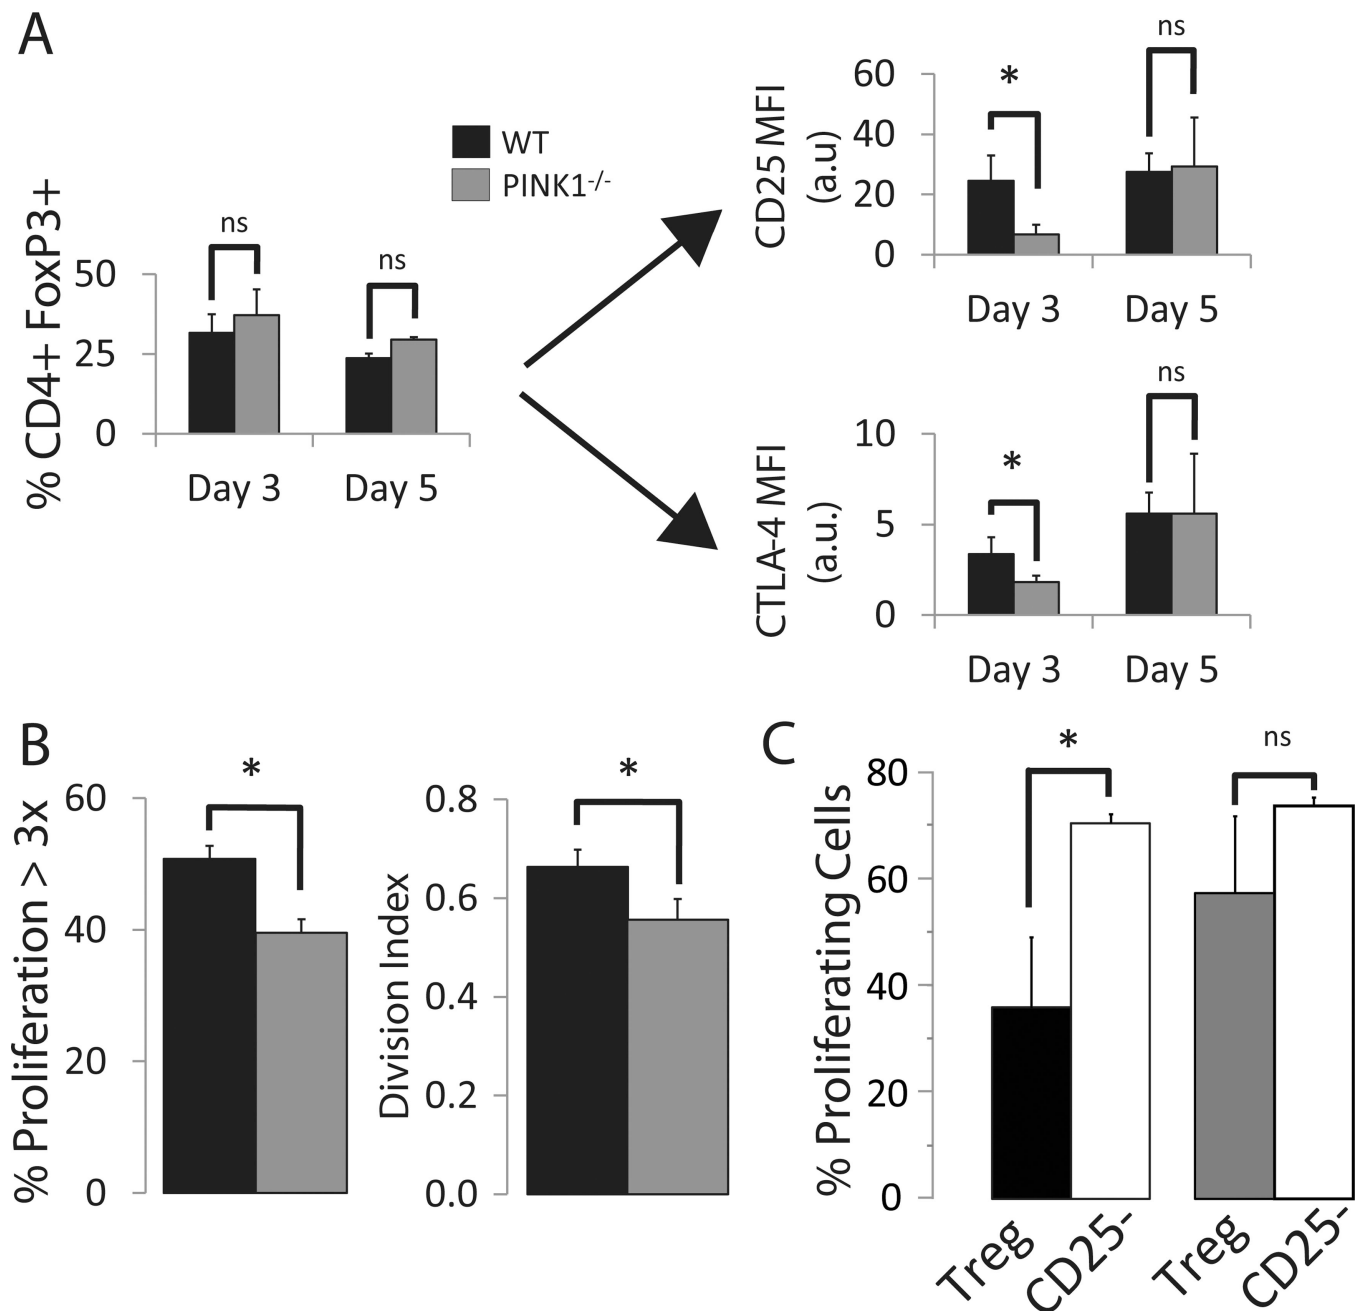 A
WT
PINK1-/-
% CD4+ FoxP3+
50
25
0
ns
ns
Day 3
Day 5
CD25 MFI
(a.u)
60
40
20
0
*
ns
Day 3
Day 5
CTLA-4 MFI
(a.u.)
10
5
0
*
ns
Day 3
Day 5
B
% Proliferation > 3x
60
40
20
0
*
Division Index
0.8
0.6
0.4
0.2
0.0
*
C
% Proliferating Cells
80
60
40
20
0
*
ns
Treg
CD25-
Treg
CD25-